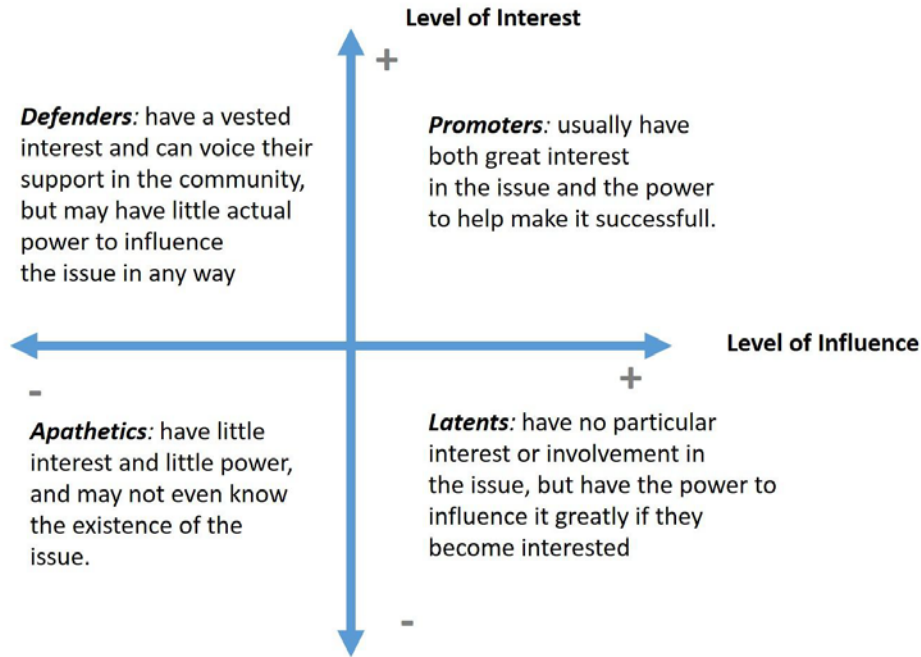 Level of Interest
+
Defenders: have a vested
interest and can voice their
support in the community,
but may have little actual
power to influence
the issue in any way
Promoters: usually have
both great interest
in the issue and the power
to help make it successfull.
Level of Influence
-
+
Apathetics: have little
interest and little power,
and may not even know
the existence of the
issue.
Latents: have no particular
interest or involvement in
the issue, but have the power to
influence it greatly if they
become interested
-